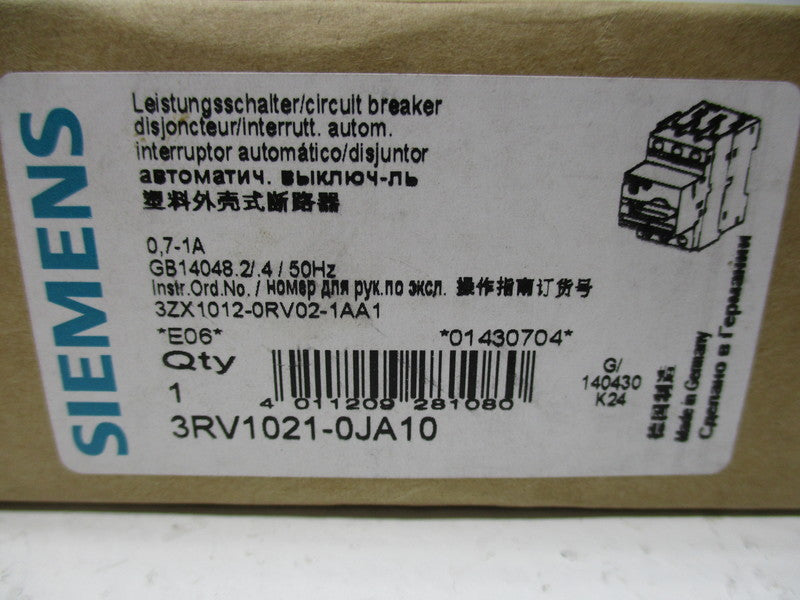 SIEMENS
Leistungsschalter/circuit breaker
disjoncteur/interrutt. autom.
interruptor automático/disjuntor
автоматич. выключ-ль
塑料外壳式断路器
0,7-1A
GB14048.2/.4 / 50Hz
Instr.Ord.No. / номер для рук.по экспл. 操作指南订货号
3ZX1012-0RV02-1AA1
*E06*
*01430704*
Qty
1
4 011209 281080
G/
140430
K24
3RV1021-0JA10
德国制造
Made in Germany
Сделано в Германии